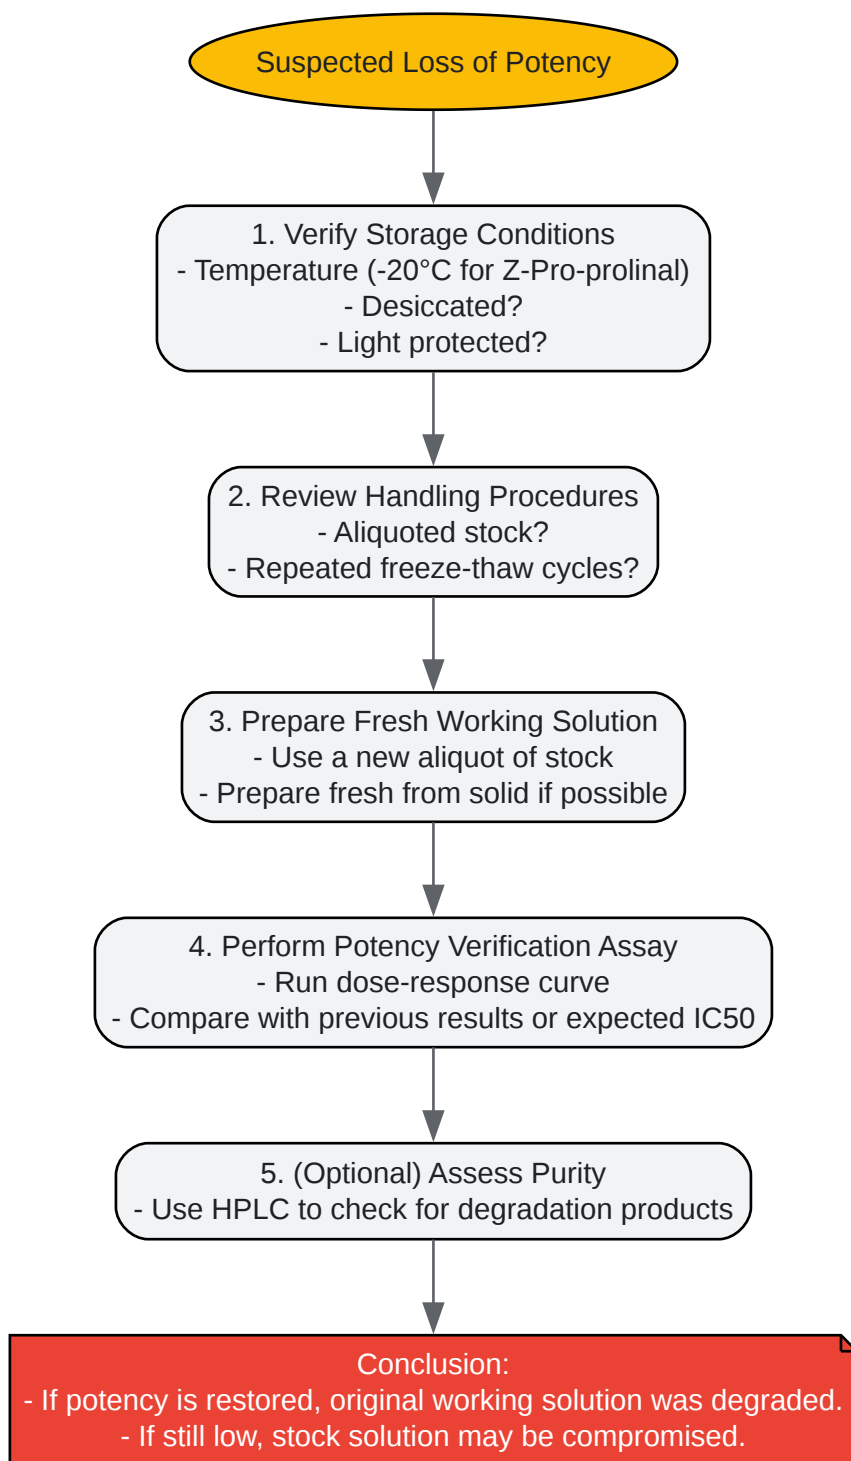 Suspected Loss of Potency
1. Verify Storage Conditions
- Temperature (-20°C for Z-Pro-prolinal)
- Desiccated?
- Light protected?
2. Review Handling Procedures
- Aliquoted stock?
- Repeated freeze-thaw cycles?
3. Prepare Fresh Working Solution
- Use a new aliquot of stock
- Prepare fresh from solid if possible
4. Perform Potency Verification Assay
- Run dose-response curve
- Compare with previous results or expected IC50
5. (Optional) Assess Purity
- Use HPLC to check for degradation products
Conclusion:
- If potency is restored, original working solution was degraded.
- If still low, stock solution may be compromised.